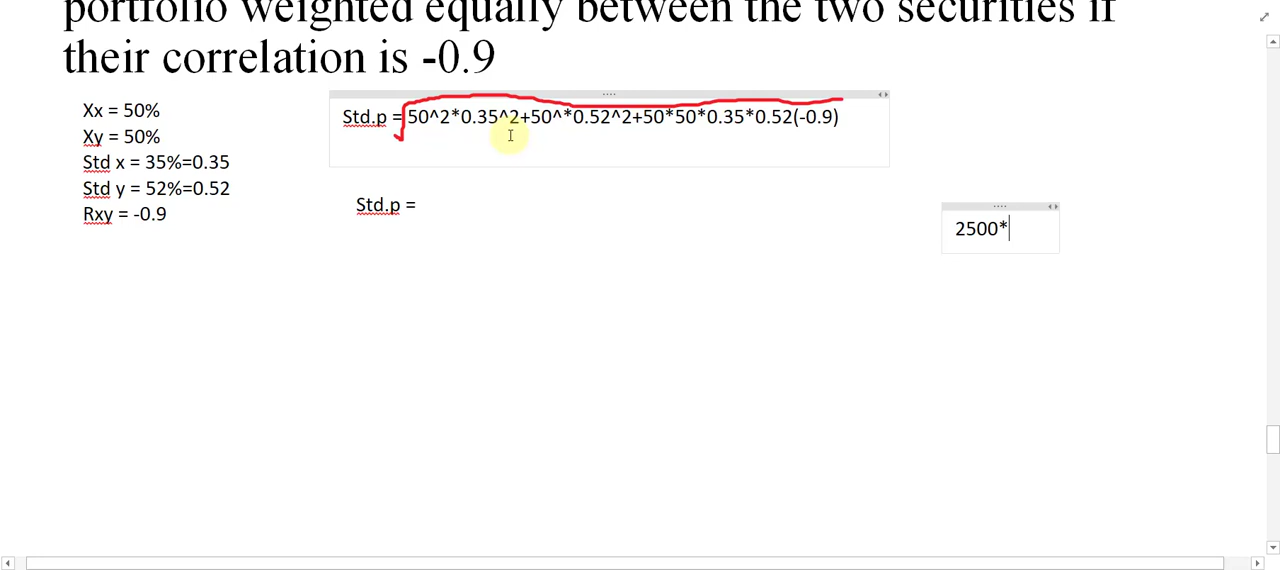 portfolio weighted equally between the two securities if
their correlation is -0.9
Xx = 50%
Xy = 50%
Std x = 35%=0.35
Std y = 52%=0.52
Rxy = -0.9
Std.p = 50^2*0.35^2+50^*0.52^2+50*50*0.35*0.52(-0.9)
Std.p =
2500*